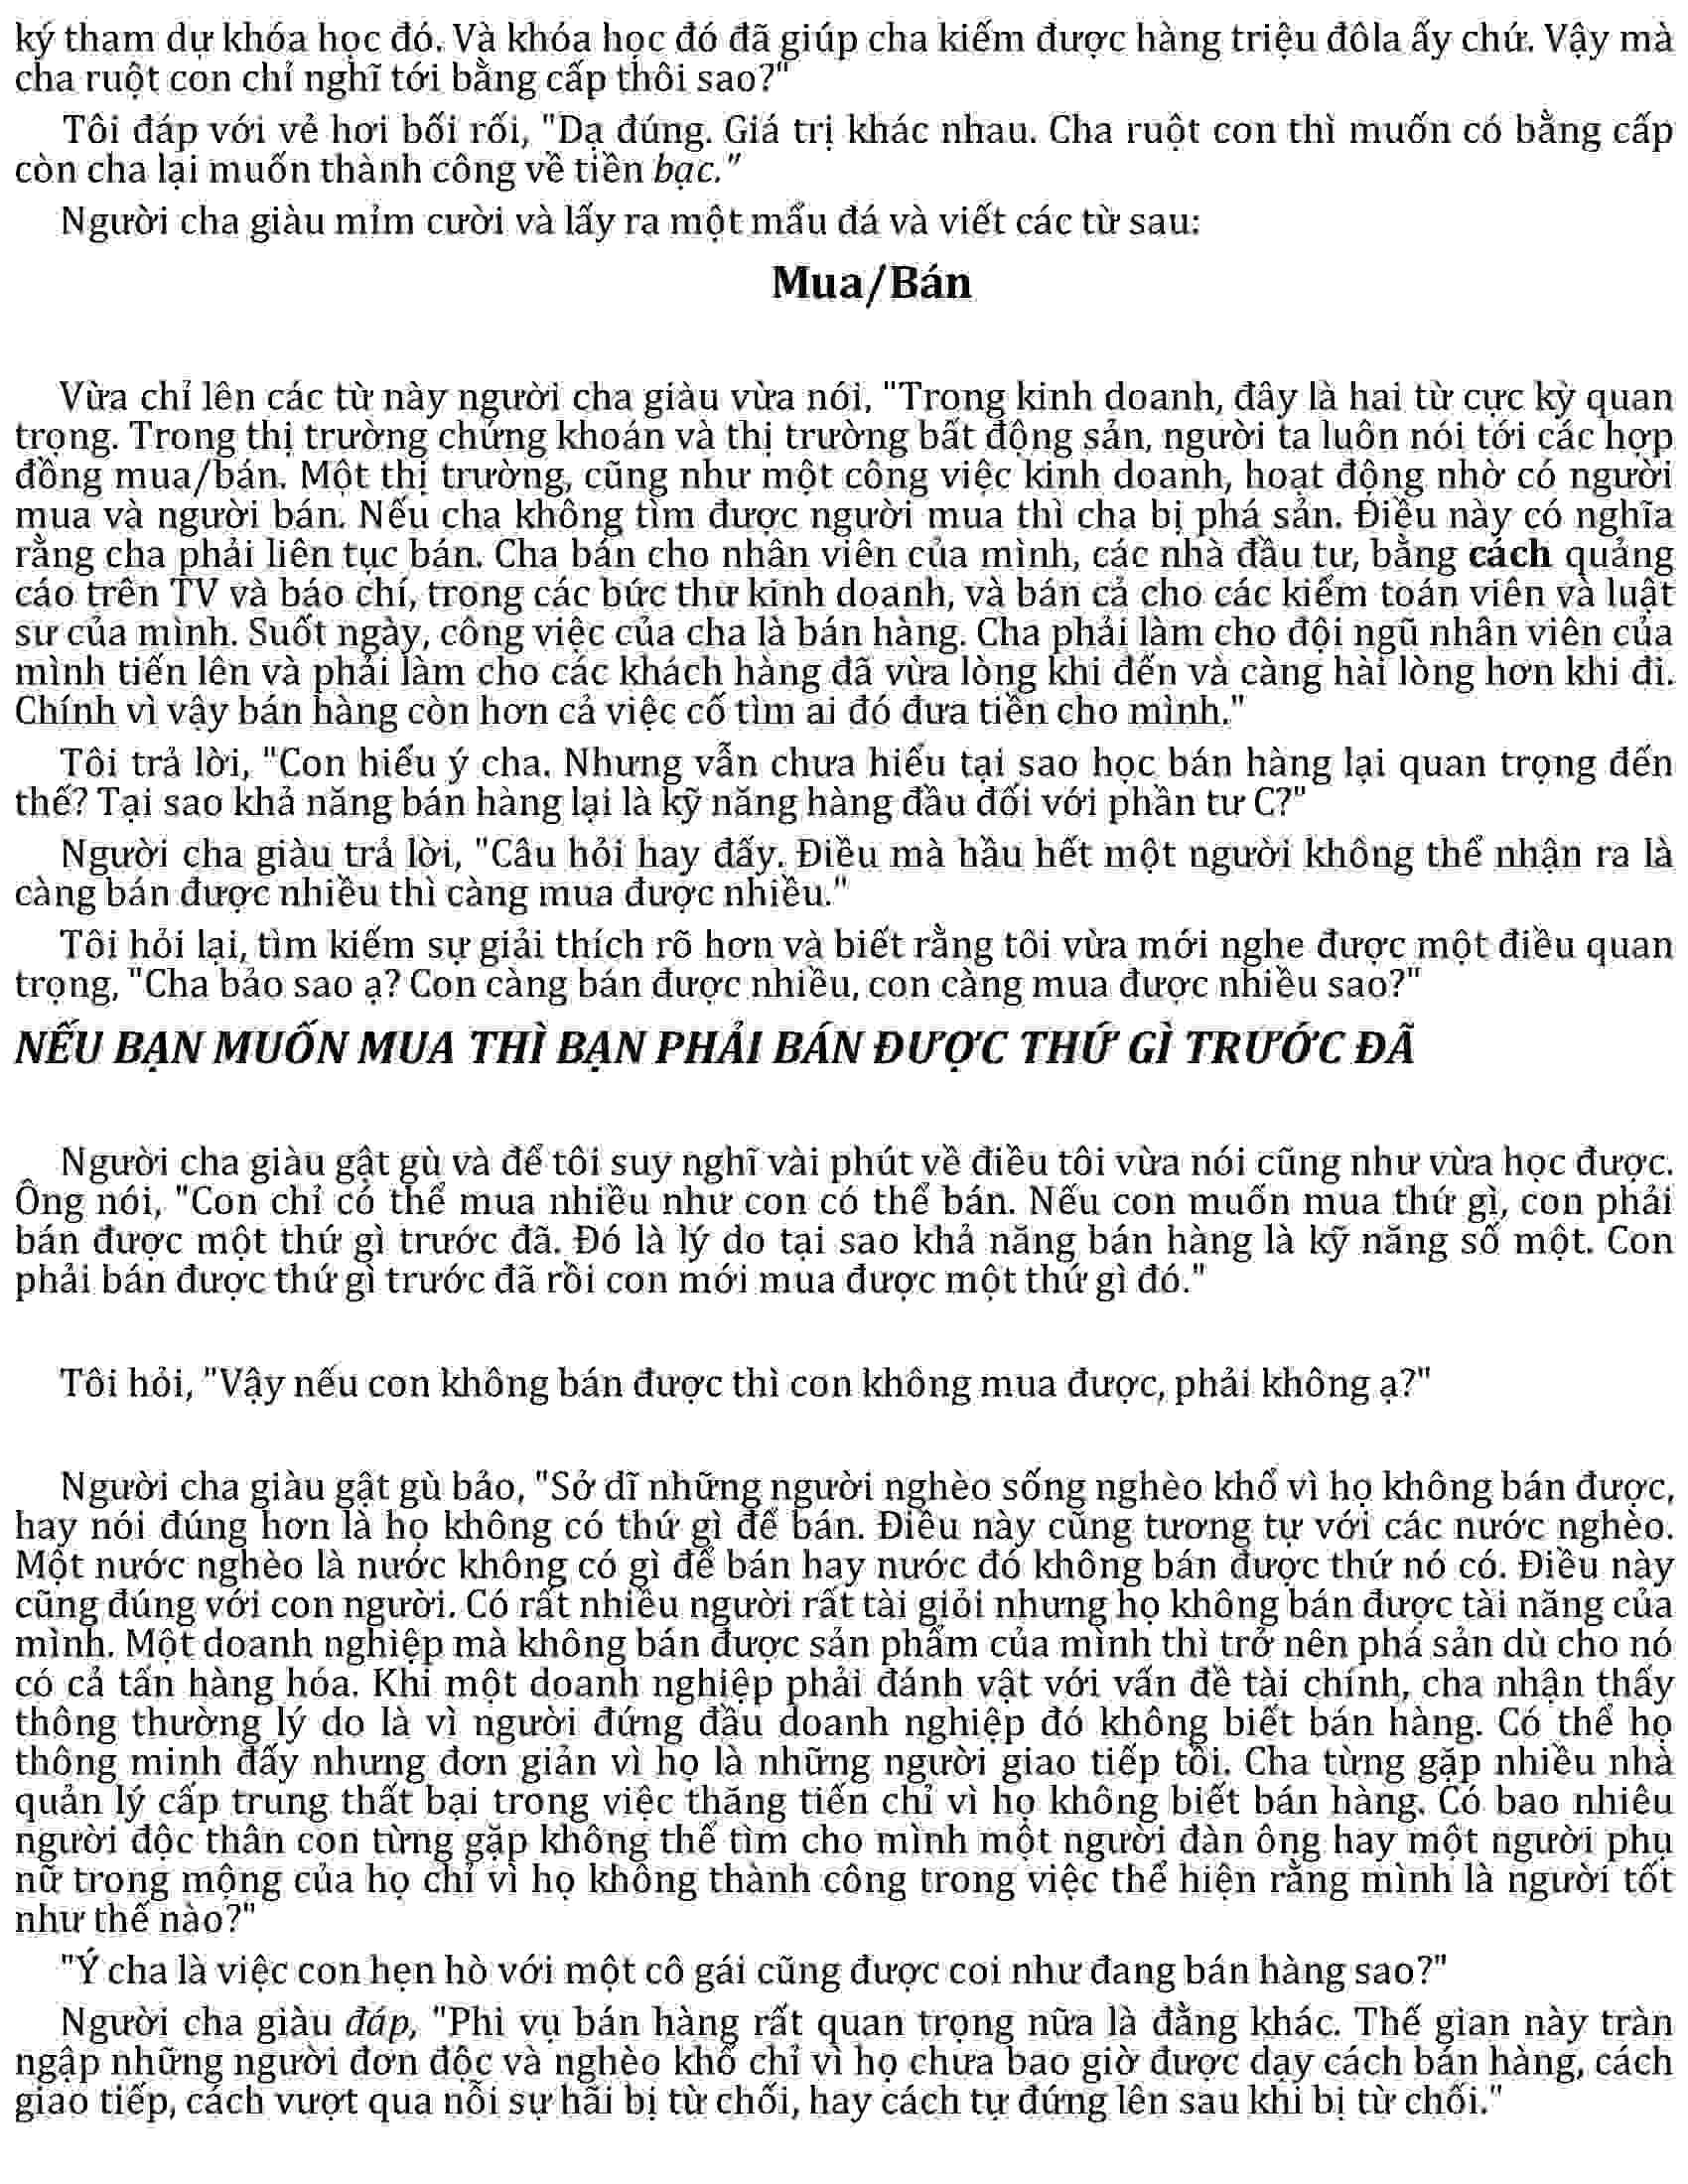 ký tham dự khóa học đó. Và khóa học đó đã giúp cha kiếm được hàng triệu đôla ấy chứ. Vậy mà
cha ruột con chỉ nghĩ tới bằng cấp thôi sao?"
Tôi đáp với vẻ hơi bối rối, "Dạ đúng. Giá trị khác nhau. Cha ruột con thì muốn có bằng cấp
còn cha lại muốn thành công về tiền bạc."
Người cha giàu mỉm cười và lấy ra một mẩu đá và viết các từ sau:
Mua/Bán
Vừa chỉ lên các từ này người cha giàu vừa nói, "Trong kinh doanh, đây là hai từ cực kỳ quan
trọng. Trong thị trường chứng khoán và thị trường bất động sản, người ta luôn nói tới các hợp
đồng mua/bán. Một thị trường, cũng như một công việc kinh doanh, hoạt động nhờ có người
mua và người bán. Nếu cha không tìm được người mua thì cha bị phá sản. Điều này có nghĩa
rằng cha phải liên tục bán. Cha bán cho nhân viên của mình, các nhà đầu tư, bằng cách quảng
cáo trên TV và báo chí, trong các bức thư kinh doanh, và bán cả cho các kiểm toán viên và luật
sư của mình. Suốt ngày, công việc của cha là bán hàng. Cha phải làm cho đội ngũ nhân viên của
mình tiến lên và phải làm cho các khách hàng đã vừa lòng khi đến và càng hài lòng hơn khi đi.
Chính vì vậy bán hàng còn hơn cả việc cố tìm ai đó đưa tiền cho mình."
Tôi trả lời, "Con hiểu ý cha. Nhưng vẫn chưa hiểu tại sao học bán hàng lại quan trọng đến
thế? Tại sao khả năng bán hàng lại là kỹ năng hàng đầu đối với phần tư C?"
Người cha giàu trả lời, "Câu hỏi hay đấy. Điều mà hầu hết một người không thể nhận ra là
càng bán được nhiều thì càng mua được nhiều."
Tôi hỏi lại, tìm kiếm sự giải thích rõ hơn và biết rằng tôi vừa mới nghe được một điều quan
trọng, "Cha bảo sao ạ? Con càng bán được nhiều, con càng mua được nhiều sao?"
NẾU BẠN MUỐN MUA THÌ BẠN PHẢI BÁN ĐƯỢC THỨ GÌ TRƯỚC ĐÃ
Người cha giàu gật gù và để tôi suy nghĩ vài phút về điều tôi vừa nói cũng như vừa học được.
Ông nói, "Con chỉ có thể mua nhiều như con có thể bán. Nếu con muốn mua thứ gì, con phải
bán được một thứ gì trước đã. Đó là lý do tại sao khả năng bán hàng là kỹ năng số một. Con
phải bán được thứ gì trước đã rồi con mới mua được một thứ gì đó."
Tôi hỏi, "Vậy nếu con không bán được thì con không mua được, phải không ạ?"
Người cha giàu gật gù bảo, "Sở dĩ những người nghèo sống nghèo khổ vì họ không bán được,
hay nói đúng hơn là họ không có thứ gì để bán. Điều này cũng tương tự với các nước nghèo.
Một nước nghèo là nước không có gì để bán hay nước đó không bán được thứ nó có. Điều này
cũng đúng với con người. Có rất nhiều người rất tài giỏi nhưng họ không bán được tài năng của
mình. Một doanh nghiệp mà không bán được sản phẩm của mình thì trở nên phá sản dù cho nó
có cả tấn hàng hóa. Khi một doanh nghiệp phải đánh vật với vấn đề tài chính, cha nhận thấy
thông thường lý do là vì người đứng đầu doanh nghiệp đó không biết bán hàng. Có thể họ
thông minh đấy nhưng đơn giản vì họ là những người giao tiếp tồi. Cha từng gặp nhiều nhà
quản lý cấp trung thất bại trong việc thăng tiến chỉ vì họ không biết bán hàng. Có bao nhiêu
người độc thân con từng gặp không thể tìm cho mình một người đàn ông hay một người phụ
nữ trong mộng của họ chỉ vì họ không thành công trong việc thể hiện rằng mình là người tốt
như thế nào?"
"Ý cha là việc con hẹn hò với một cô gái cũng được coi như đang bán hàng sao?"
Người cha giàu đáp, "Phi vụ bán hàng rất quan trọng nữa là đằng khác. Thế gian này tràn
ngập những người đơn độc và nghèo khổ chỉ vì họ chưa bao giờ được dạy cách bán hàng, cách
giao tiếp, cách vượt qua nỗi sự hãi bị từ chối, hay cách tự đứng lên sau khi bị từ chối."